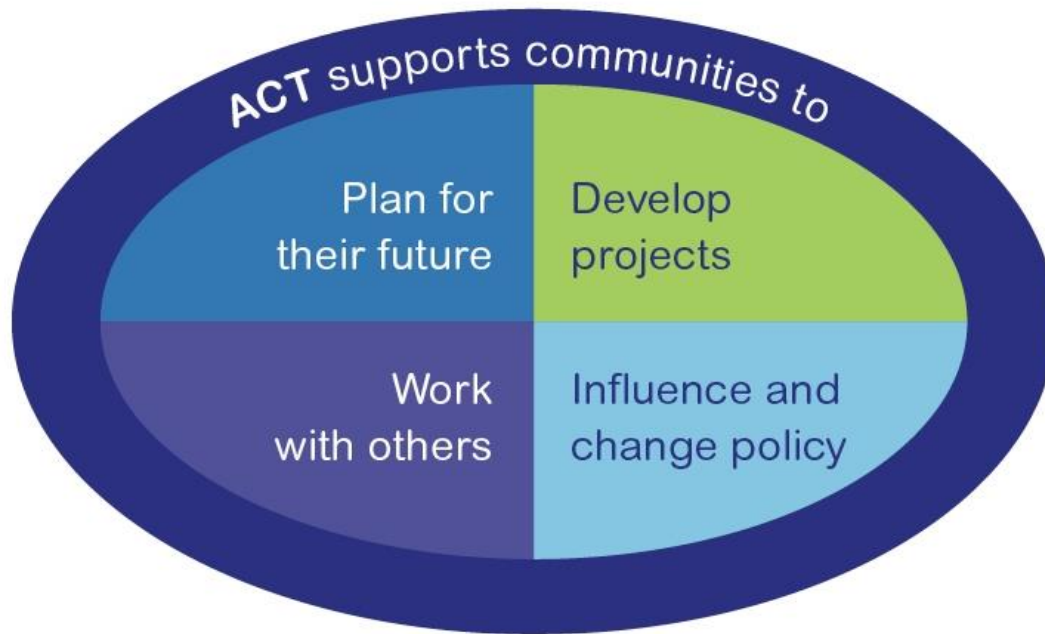 ACT supports communities to
Plan for
their future
Develop
projects
Work
with others
Influence and
change policy